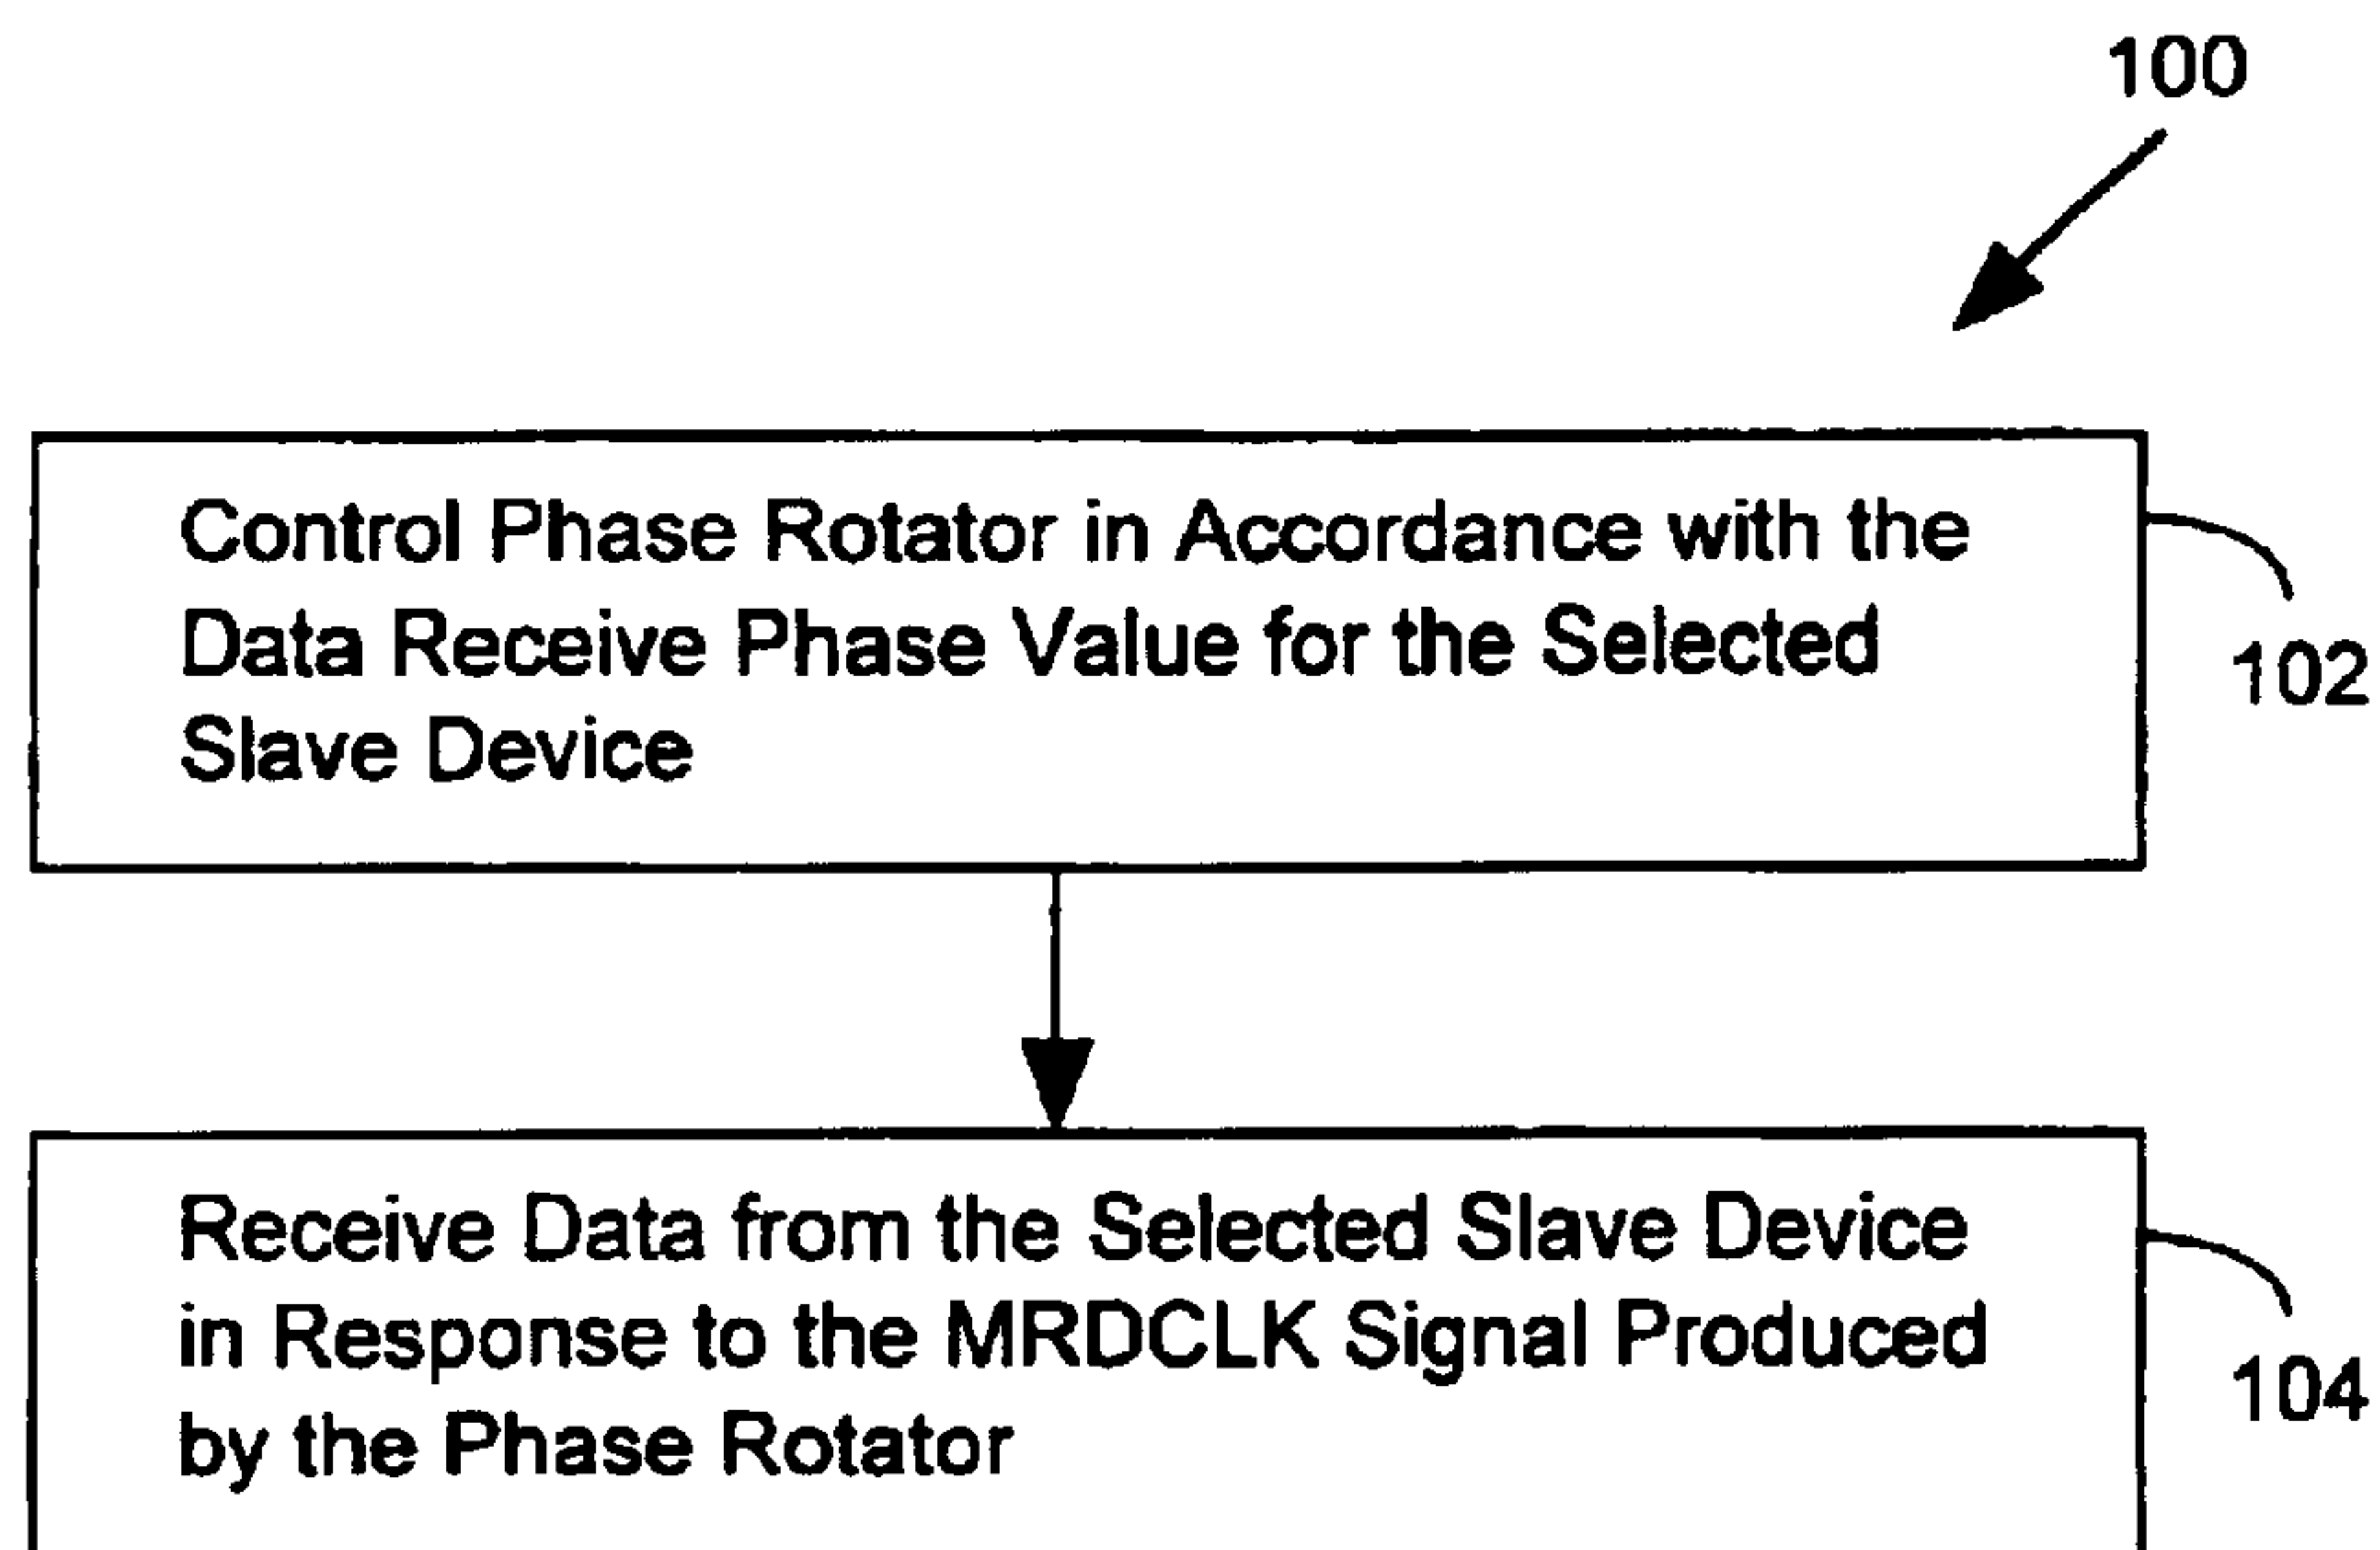 100
Control Phase Rotator in Accordance with the
Data Receive Phase Value for the Selected
Slave Device
102
Receive Data from the Selected Slave Device
in Response to the MRDCLK Signal Produced
by the Phase Rotator
104